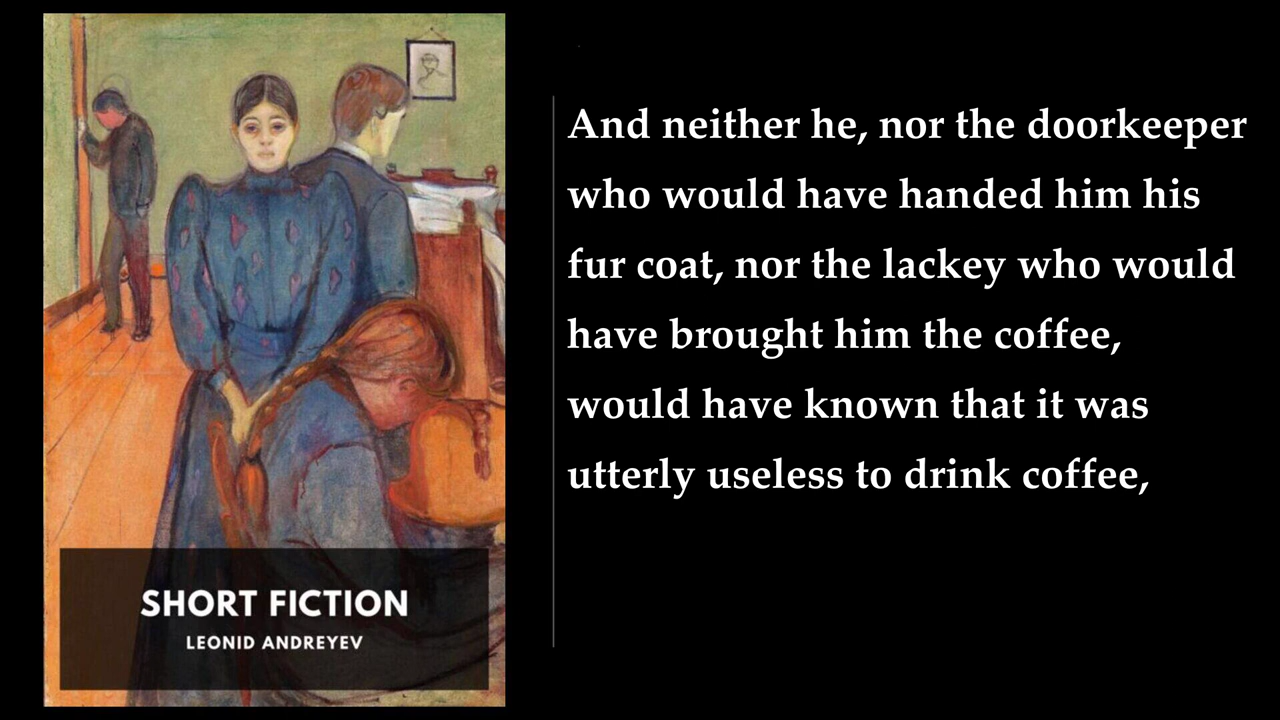 SHORT FICTION
LEONID ANDREYEV
And neither he, nor the doorkeeper
who would have handed him his
fur coat, nor the lackey who would
have brought him the coffee,
would have known that it was
utterly useless to drink coffee,